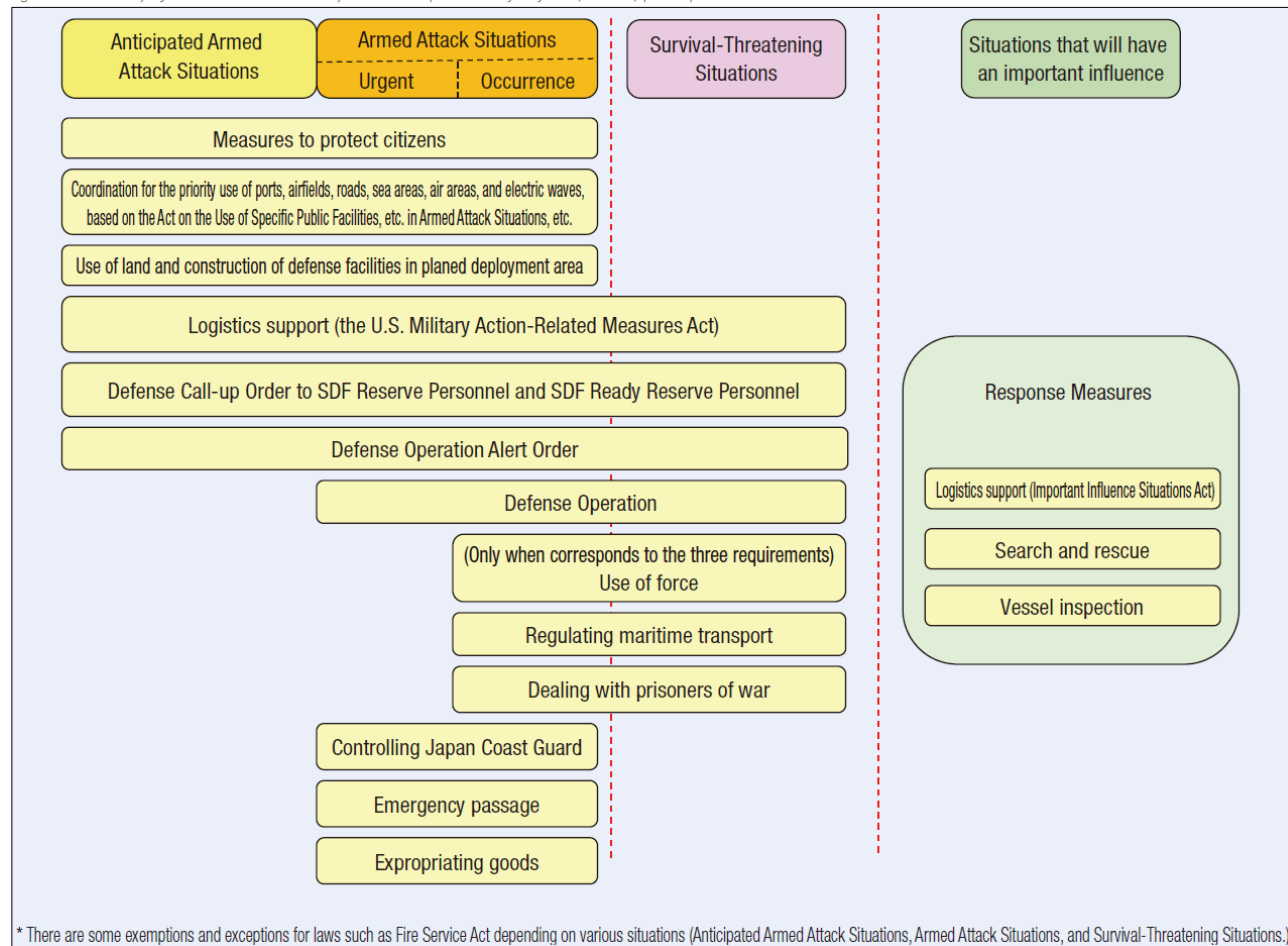 Anticipated Armed
Attack Situations
Armed Attack Situations
Urgent
Occurrence
Survival-Threatening
Situations
Situations that will have
an important influence
Measures to protect citizens
Coordination for the priority use of ports, airfields, roads, sea areas, air areas, and electric waves,
based on the Act on the Use of Specific Public Facilities, etc. in Armed Attack Situations, etc.
Use of land and construction of defense facilities in planed deployment area
Logistics support (the U.S. Military Action-Related Measures Act)
Defense Call-up Order to SDF Reserve Personnel and SDF Ready Reserve Personnel
Defense Operation Alert Order
Defense Operation
(Only when corresponds to the three requirements)
Use of force
Regulating maritime transport
Dealing with prisoners of war
Controlling Japan Coast Guard
Emergency passage
Expropriating goods
Response Measures
Logistics support (Important Influence Situations Act)
Search and rescue
Vessel inspection
* There are some exemptions and exceptions for laws such as Fire Service Act depending on various situations (Anticipated Armed Attack Situations, Armed Attack Situations, and Survival-Threatening Situations.)